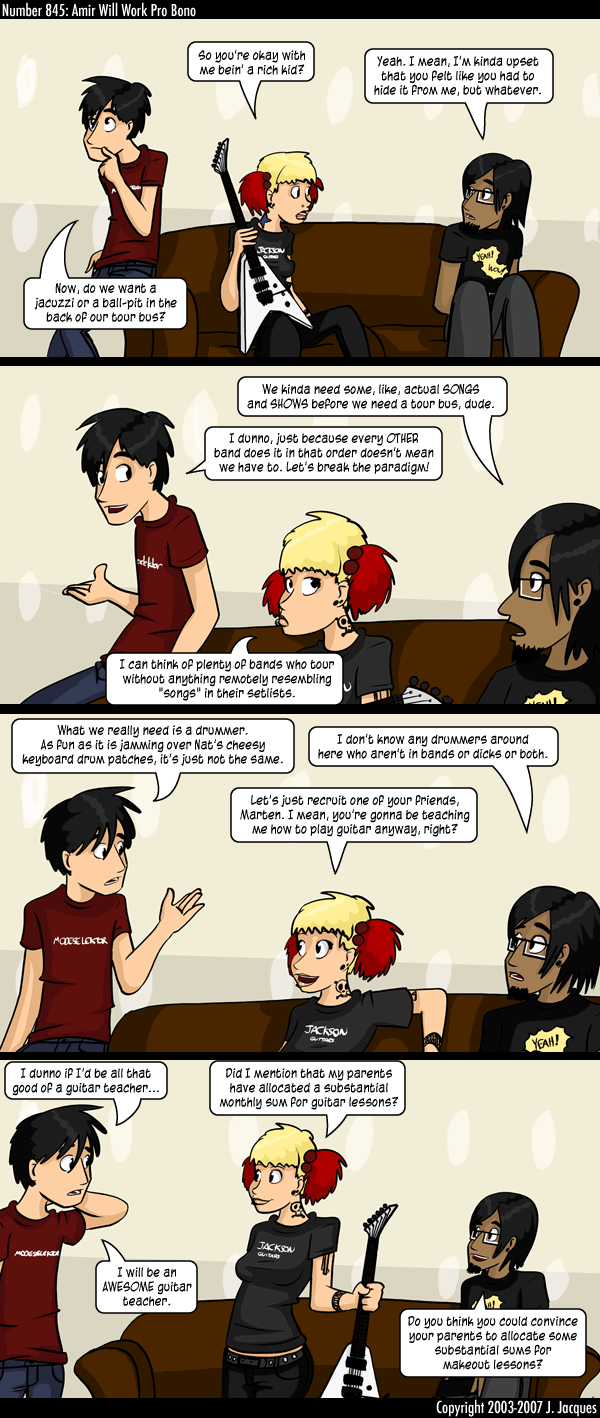 Number 845: Amir Will Work Pro Bono
So you're okay with
me bein' a rich kid?
Yeah. I mean, I'm kinda upset
that you felt like you had to
hide it from me, but whatever.
JACKSON
GUITARS
YEAH!
WOO!
Now, do we want a
jacuzzi or a ball-pit in the
back of our tour bus?
We kinda need some, like, actual SONGS
and SHOWS before we need a tour bus, dude.
I dunno, just because every OTHER
band does it in that order doesn't mean
we have to. Let's break the paradigm!
I can think of plenty of bands who tour
without anything remotely resembling
"songs" in their setlists.
What we really need is a drummer.
As fun as it is jamming over Nat's cheesy
keyboard drum patches, it's just not the same.
I don't know any drummers around
here who aren't in bands or dicks or both.
Let's just recruit one of your friends,
Marten. I mean, you're gonna be teaching
me how to play guitar anyway, right?
MODESELEKTOR
JACKSON
GUITARS
YEAH!
I dunno if I'd be all that
good of a guitar teacher...
Did I mention that my parents
have allocated a substantial
monthly sum for guitar lessons?
MODESELEKTOR
JACKSON
GUITARS
I will be an
AWESOME guitar
teacher.
YEAH!
Do you think you could convince
your parents to allocate some
substantial sums for
makeout lessons?
Copyright 2003-2007 J. Jacques